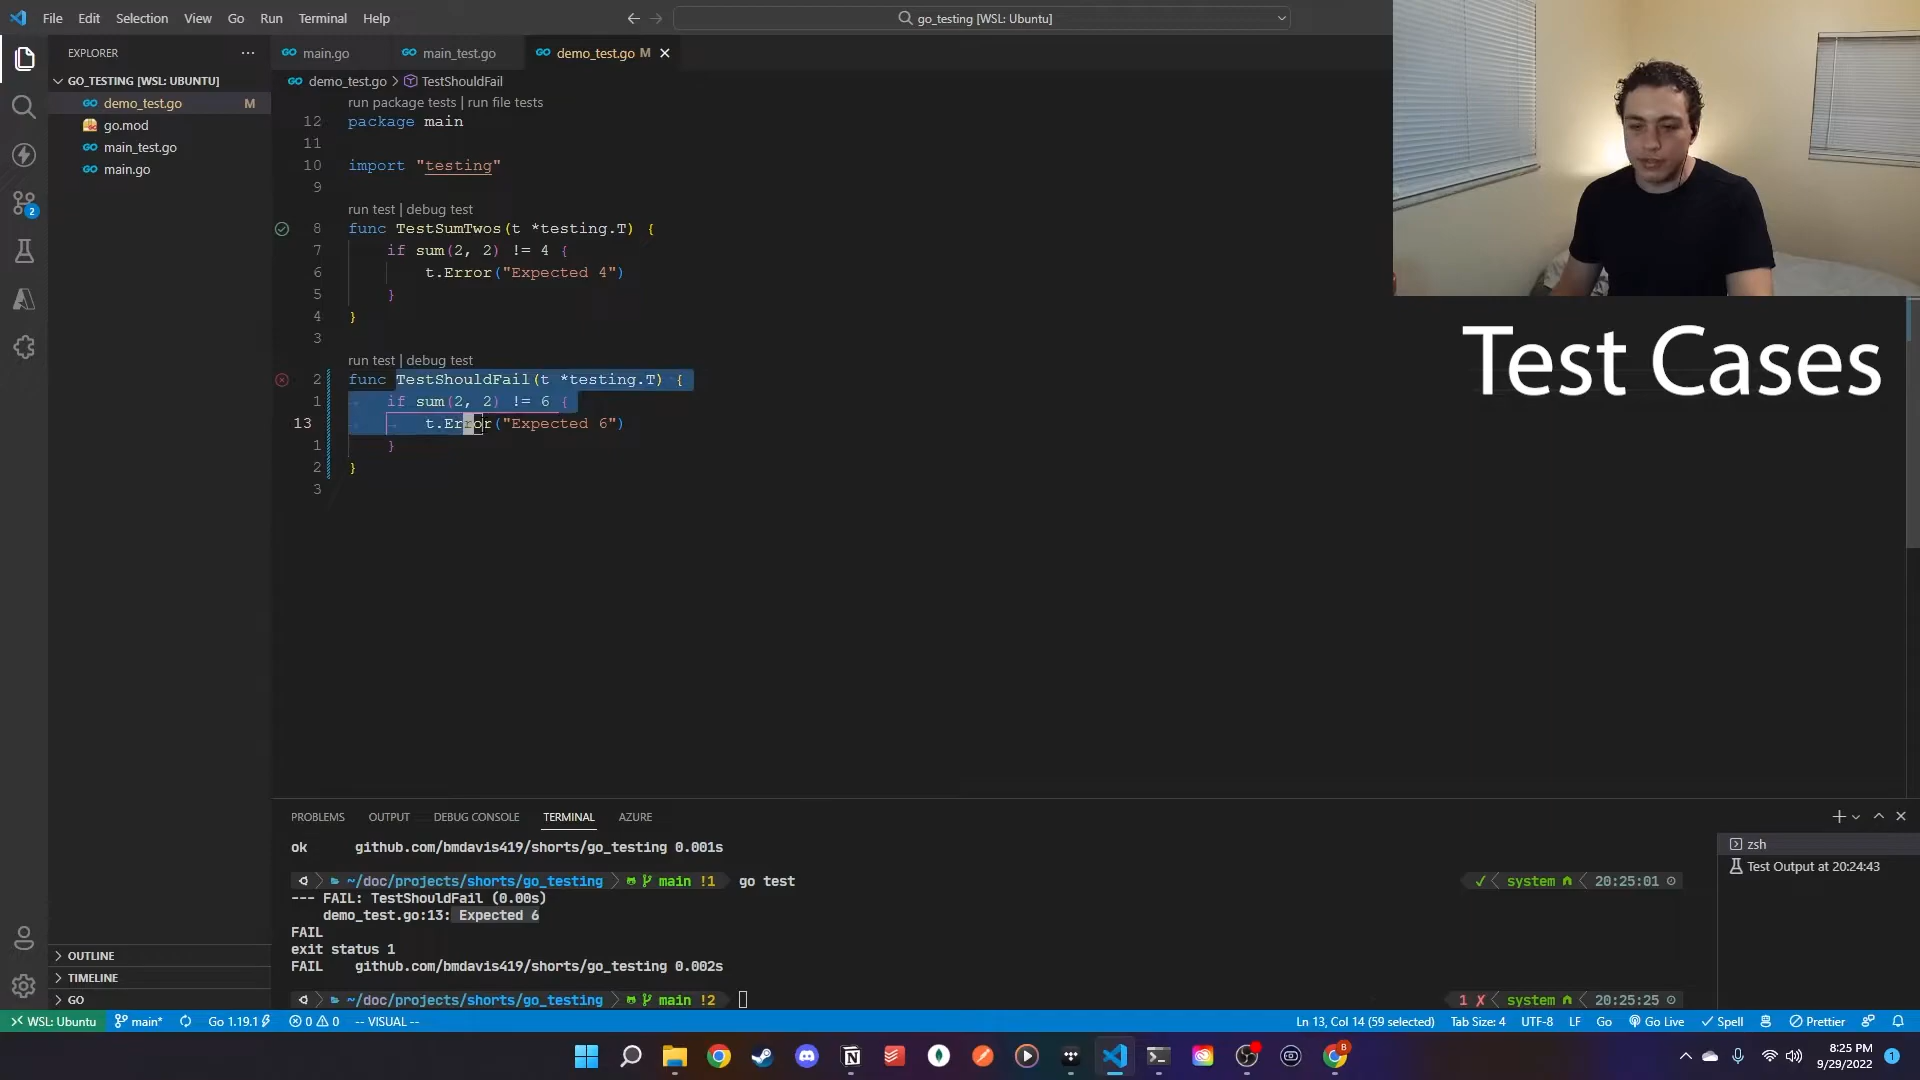 File Edit Selection View Go Run Terminal Help
go_testing [WSL: Ubuntu]
EXPLORER
main.go
main_test.go
demo_test.go M
GO_TESTING [WSL: UBUNTU]
demo_test.go M
go.mod
main_test.go
main.go
demo_test.go > TestShouldFail
run package tests | run file tests
12 package main
11
10 import "testing"
9
run test | debug test
8 func TestSumTwos(t *testing.T) {
7 if sum(2, 2) != 4 {
6 t.Error("Expected 4")
5 }
4 }
3
run test | debug test
2 func TestShouldFail(t *testing.T) {
1 if sum(2, 2) != 6 {
13 t.Error("Expected 6")
1 }
2 }
3
Test Cases
2
PROBLEMS OUTPUT DEBUG CONSOLE TERMINAL AZURE
ok github.com/bmdavis419/shorts/go_testing 0.001s
~/doc/projects/shorts/go_testing main !1 go test
✓ system 20:25:01
--- FAIL: TestShouldFail (0.00s)
demo_test.go:13: Expected 6
FAIL
exit status 1
FAIL github.com/bmdavis419/shorts/go_testing 0.002s
~/doc/projects/shorts/go_testing main !2
1 ✗ system 20:25:25
zsh
Test Output at 20:24:43
OUTLINE
TIMELINE
GO
WSL: Ubuntu main* Go 1.19.1 0 0 -- VISUAL --
Ln 13, Col 14 (59 selected) Tab Size: 4 UTF-8 LF Go Go Live Spell Prettier
8:25 PM
9/29/2022
1